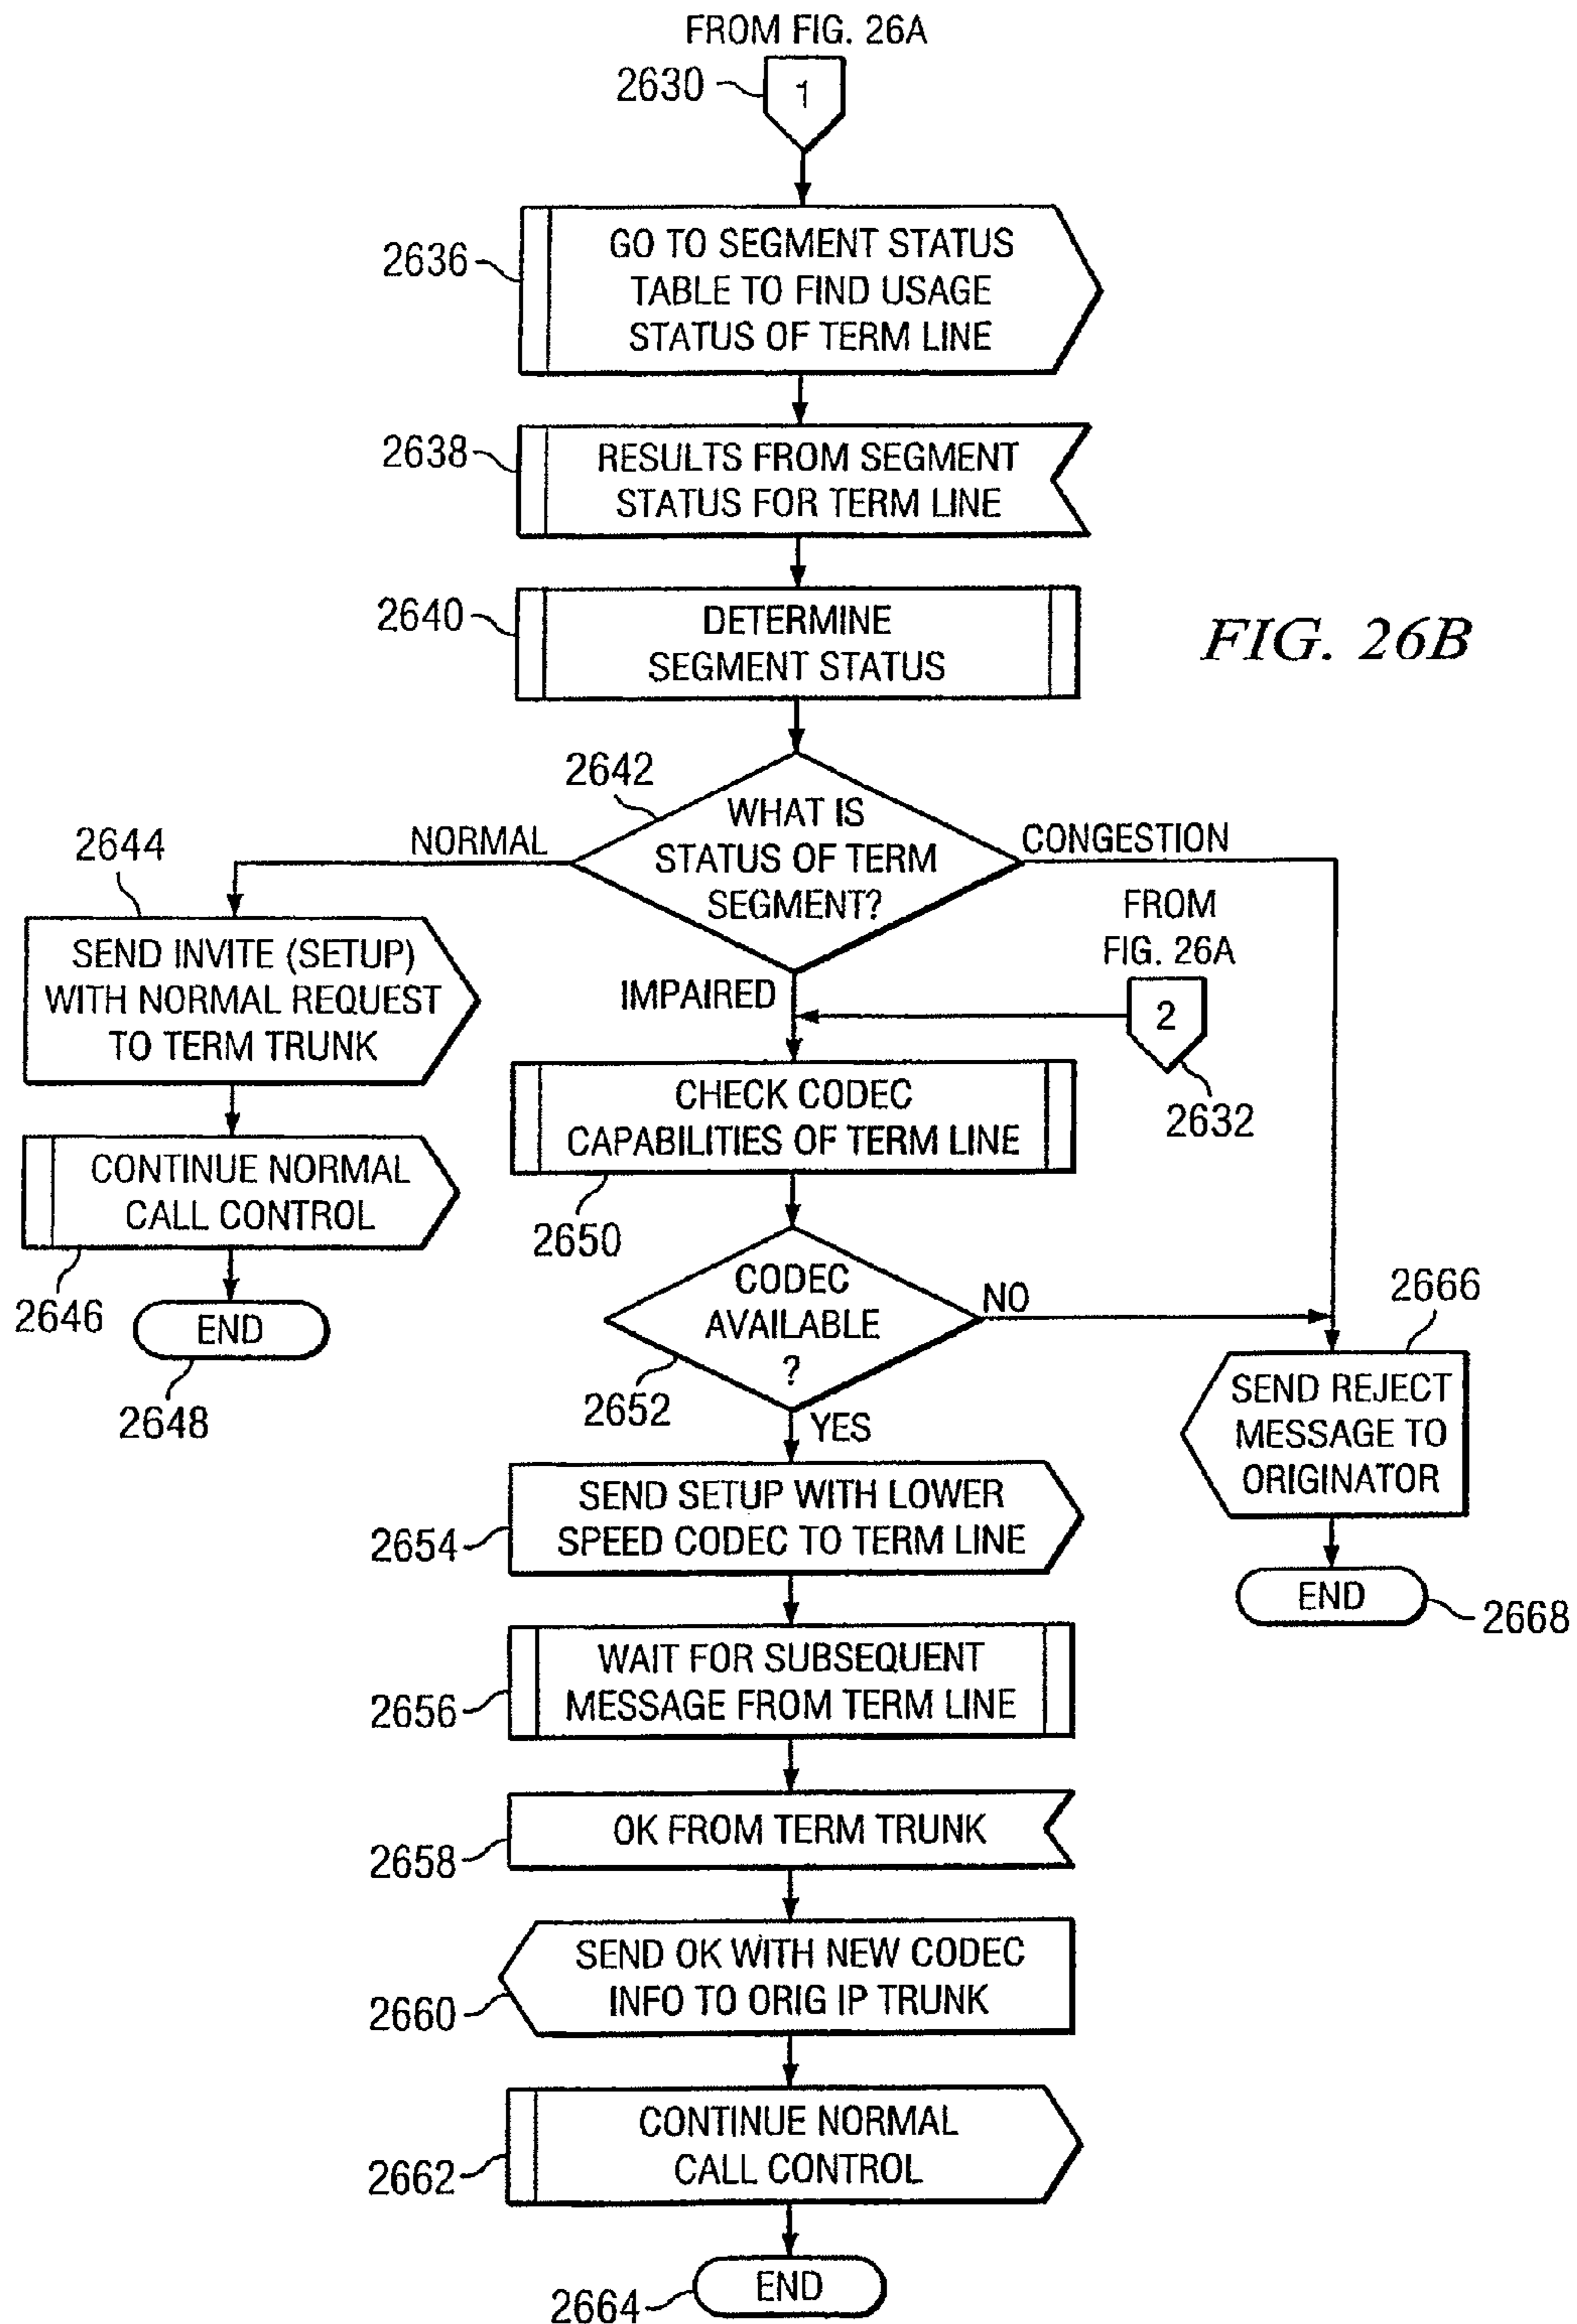 FROM FIG. 26A
2630
1
2636
GO TO SEGMENT STATUS
TABLE TO FIND USAGE
STATUS OF TERM LINE
2638
RESULTS FROM SEGMENT
STATUS FOR TERM LINE
2640
DETERMINE
SEGMENT STATUS
FIG. 26B
2642
WHAT IS
STATUS OF TERM
SEGMENT?
NORMAL
CONGESTION
IMPAIRED
2644
SEND INVITE (SETUP)
WITH NORMAL REQUEST
TO TERM TRUNK
CONTINUE NORMAL
CALL CONTROL
2646
END
2648
FROM
FIG. 26A
2
2632
CHECK CODEC
CAPABILITIES OF TERM LINE
2650
CODEC
AVAILABLE
?
2652
NO
YES
2666
SEND REJECT
MESSAGE TO
ORIGINATOR
END
2668
2654
SEND SETUP WITH LOWER
SPEED CODEC TO TERM LINE
2656
WAIT FOR SUBSEQUENT
MESSAGE FROM TERM LINE
2658
OK FROM TERM TRUNK
2660
SEND OK WITH NEW CODEC
INFO TO ORIG IP TRUNK
2662
CONTINUE NORMAL
CALL CONTROL
2664
END